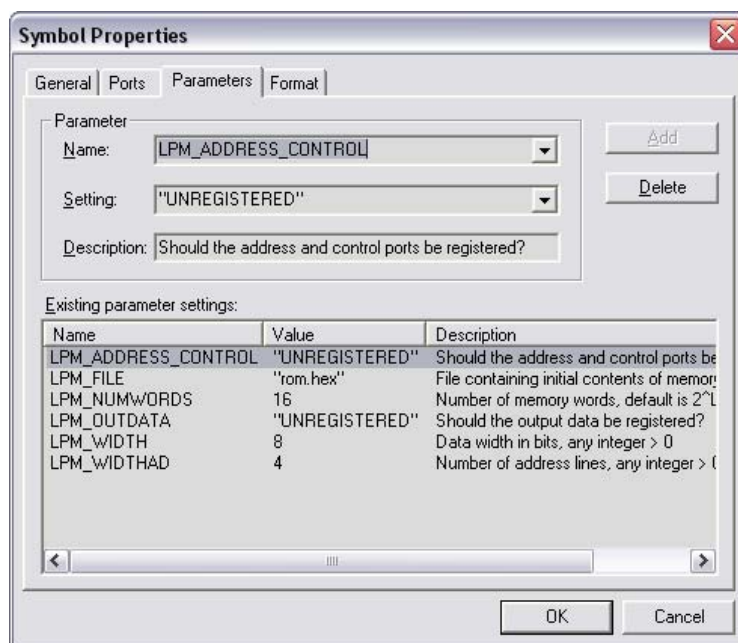 Symbol Properties
General Ports Parameters Format
Parameter
Name: LPM_ADDRESS_CONTROL
Add
Setting: "UNREGISTERED"
Delete
Description: Should the address and control ports be registered?
Existing parameter settings:
Name Value Description
LPM_ADDRESS_CONTROL "UNREGISTERED" Should the address and control ports be
LPM_FILE "rom.hex" File containing initial contents of memor
LPM_NUMWORDS 16 Number of memory words, default is 2^L
LPM_OUTDATA "UNREGISTERED" Should the output data be registered?
LPM_WIDTH 8 Data width in bits, any integer > 0
LPM_WIDTHAD 4 Number of address lines, any integer >
OK Cancel